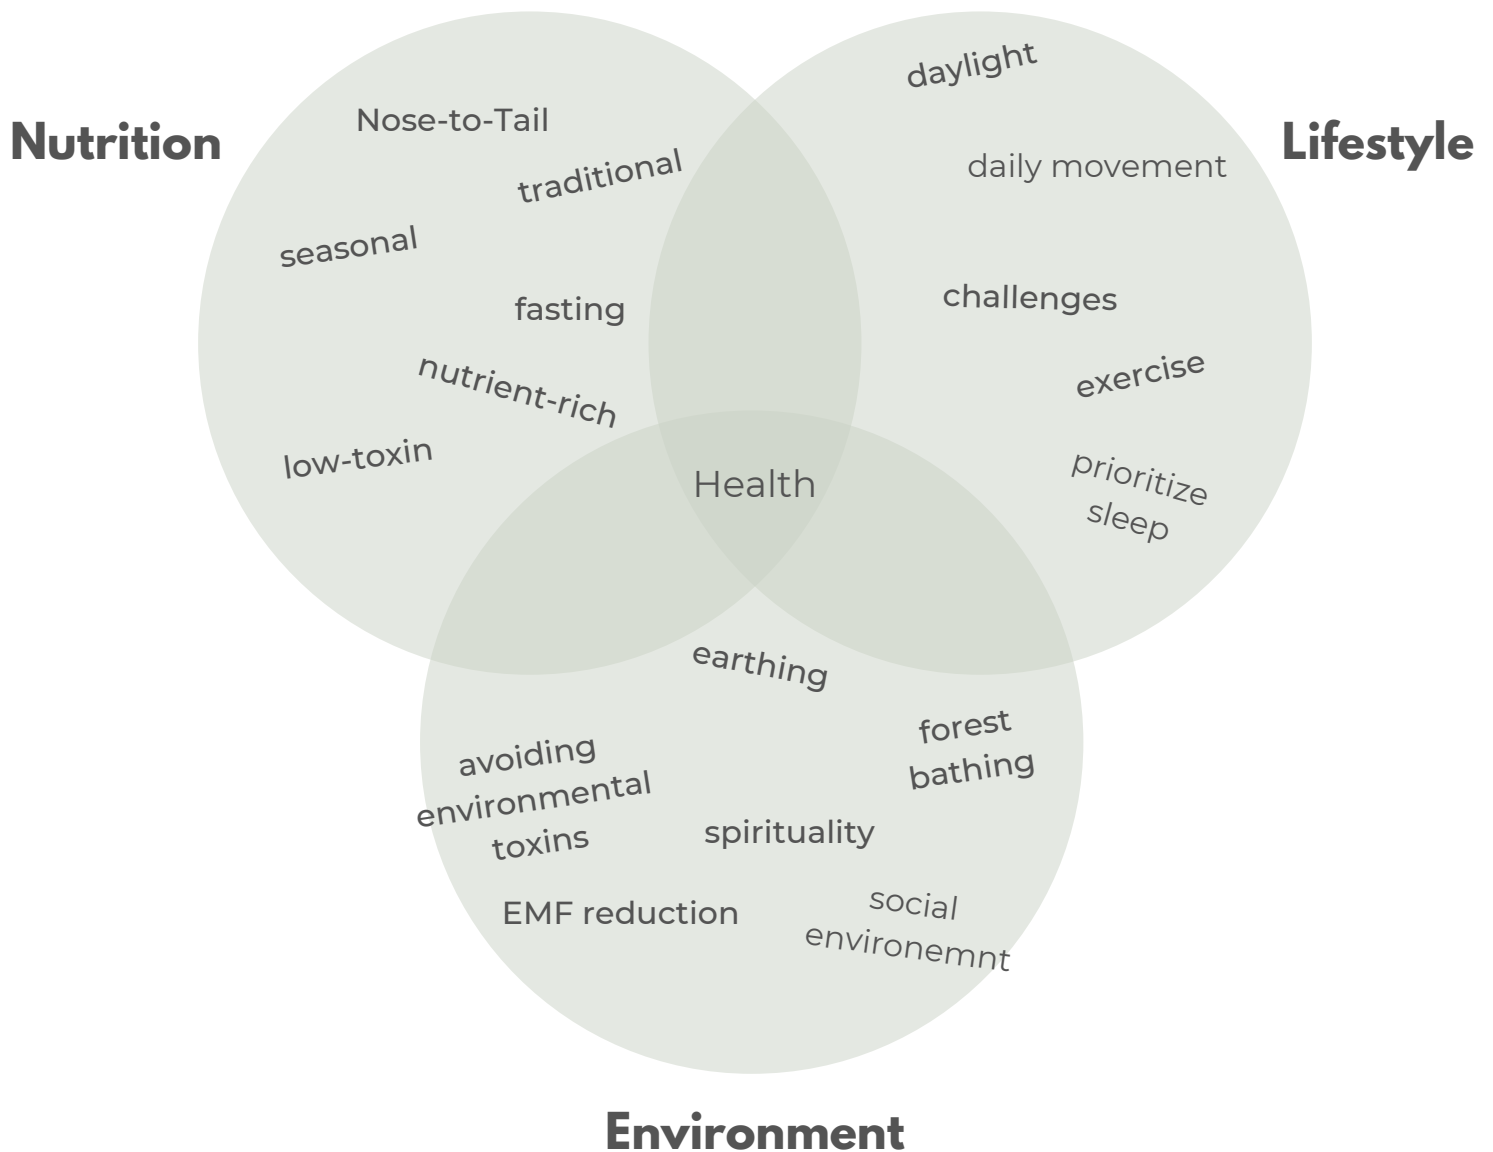 Nutrition
Lifestyle
Nose-to-Tail
traditional
seasonal
fasting
nutrient-rich
low-toxin
daylight
daily movement
challenges
exercise
prioritize
sleep
Health
earthing
forest
bathing
avoiding
environmental
toxins
spirituality
EMF reduction
social
environemnt
Environment